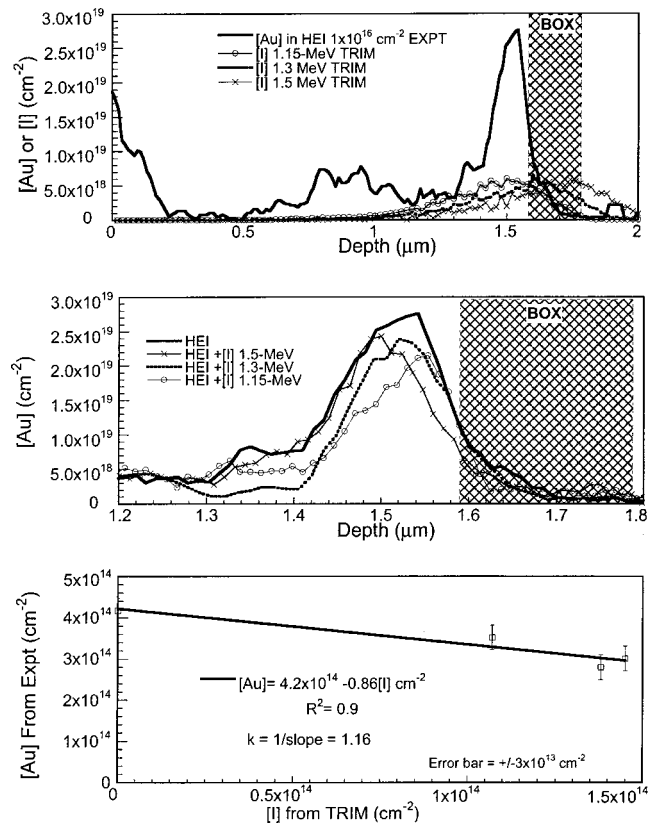 [Au] in HEI 1x10¹⁶ cm⁻² EXPT
[I] 1.15-MeV TRIM
[I] 1.3 MeV TRIM
[I] 1.5 MeV TRIM
BOX
[Au] or [I] (cm⁻²)
3.0x10¹⁹
2.5x10¹⁹
2.0x10¹⁹
1.5x10¹⁹
1.0x10¹⁹
5.0x10¹⁸
0
0
0.5
1
1.5
2
Depth (μm)
HEI
HEI +[I] 1.5-MeV
HEI +[I] 1.3-MeV
HEI +[I] 1.15-MeV
BOX
[Au] (cm⁻²)
3.0x10¹⁹
2.5x10¹⁹
2.0x10¹⁹
1.5x10¹⁹
1.0x10¹⁹
5.0x10¹⁸
0
1.2
1.3
1.4
1.5
1.6
1.7
1.8
Depth (μm)
[Au] From Expt (cm⁻²)
5x10¹⁴
4x10¹⁴
3x10¹⁴
2x10¹⁴
1x10¹⁴
0
[Au]= 4.2x10¹⁴ -0.86[I] cm⁻²
R²= 0.9
k = 1/slope = 1.16
Error bar = +/-3x10¹³ cm⁻²
0
0.5x10¹⁴
1x10¹⁴
1.5x10¹⁴
[I] from TRIM (cm⁻²)